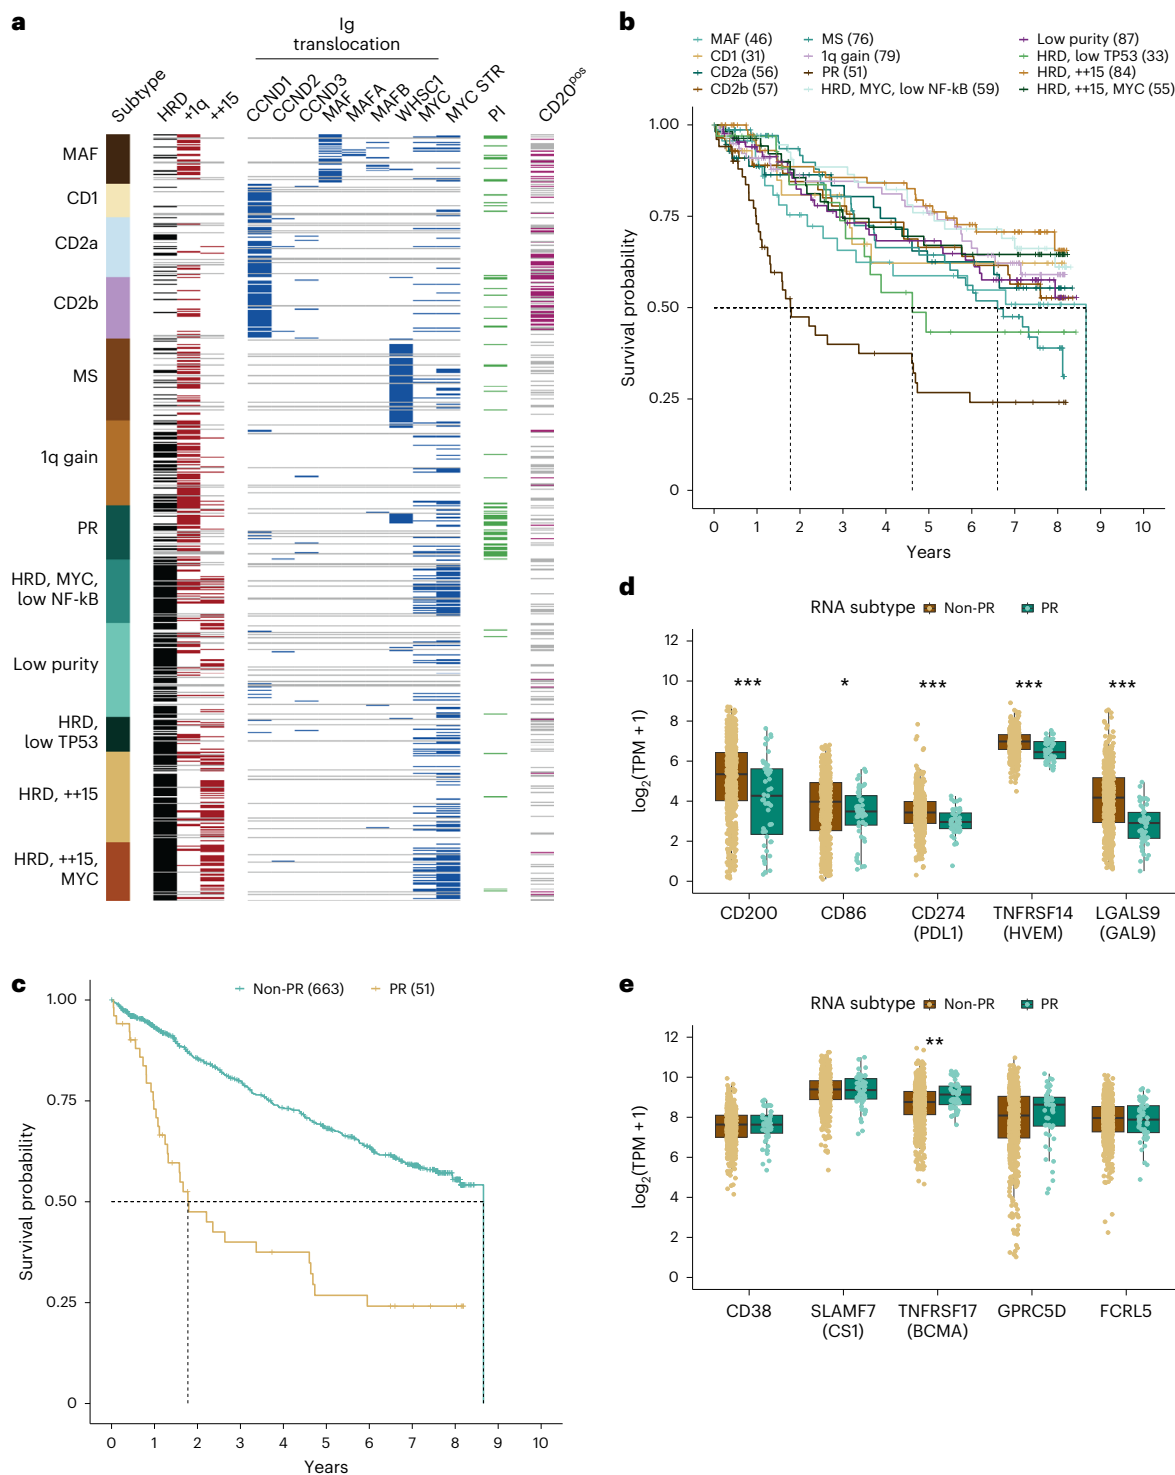 a
Ig
translocation
Subtype
HRD
+1q
++15
CCND1
CCND2
CCND3
MAF
MAFA
MAFB
WHSC1
MYC
MYC STR
PI
CD20pos
MAF
CD1
CD2a
CD2b
MS
1q gain
PR
HRD, MYC,
low NF-kB
Low purity
HRD,
low TP53
HRD, ++15
HRD, ++15,
MYC
b
MAF (46)
CD1 (31)
CD2a (56)
CD2b (57)
MS (76)
1q gain (79)
PR (51)
HRD, MYC, low NF-kB (59)
Low purity (87)
HRD, low TP53 (33)
HRD, ++15 (84)
HRD, ++15, MYC (55)
Survival probability
1.00
0.75
0.50
0.25
0
0 1 2 3 4 5 6 7 8 9 10
Years
c
Non-PR (663)
PR (51)
Survival probability
1.00
0.75
0.50
0.25
0
0 1 2 3 4 5 6 7 8 9 10
Years
d
RNA subtype Non-PR PR
log2(TPM + 1)
12
10
8
6
4
2
0
*** * *** *** ***
CD200
CD86
CD274
(PDL1)
TNFRSF14
(HVEM)
LGALS9
(GAL9)
e
RNA subtype Non-PR PR
log2(TPM + 1)
12
10
8
6
4
2
0
**
CD38
SLAMF7
(CS1)
TNFRSF17
(BCMA)
GPRC5D
FCRL5